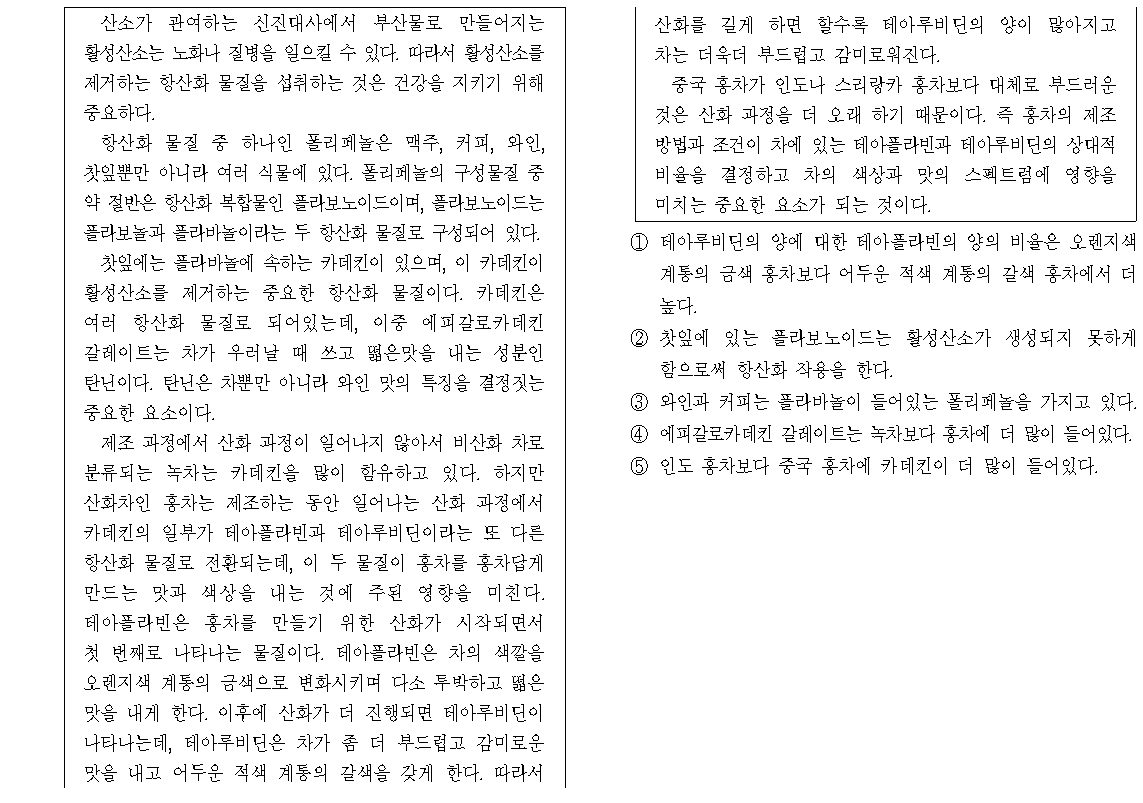 산소가 관여하는 신진대사에서 부산물로 만들어지는
활성산소는 노화나 질병을 일으킬 수 있다. 따라서 활성산소를
제거하는 항산화 물질을 섭취하는 것은 건강을 지키기 위해
중요하다.
항산화 물질 중 하나인 폴리페놀은 맥주, 커피, 와인,
찻잎뿐만 아니라 여러 식물에 있다. 폴리페놀의 구성물질 중
약 절반은 항산화 복합물인 플라보노이드이며, 플라보노이드는
플라보놀과 플라바놀이라는 두 항산화 물질로 구성되어 있다.
찻잎에는 플라바놀에 속하는 카데킨이 있으며, 이 카데킨이
활성산소를 제거하는 중요한 항산화 물질이다. 카데킨은
여러 항산화 물질로 되어있는데, 이중 에피갈로카데킨
갈레이트는 차가 우러날 때 쓰고 떫은맛을 내는 성분인
탄닌이다. 탄닌은 차뿐만 아니라 와인 맛의 특징을 결정짓는
중요한 요소이다.
제조 과정에서 산화 과정이 일어나지 않아서 비산화 차로
분류되는 녹차는 카데킨을 많이 함유하고 있다. 하지만
산화차인 홍차는 제조하는 동안 일어나는 산화 과정에서
카데킨의 일부가 테아플라빈과 테아루비딘이라는 또 다른
항산화 물질로 전환되는데, 이 두 물질이 홍차를 홍차답게
만드는 맛과 색상을 내는 것에 주된 영향을 미친다.
테아플라빈은 홍차를 만들기 위한 산화가 시작되면서
첫 번째로 나타나는 물질이다. 테아플라빈은 차의 색깔을
오렌지색 계통의 금색으로 변화시키며 다소 투박하고 떫은
맛을 내게 한다. 이후에 산화가 더 진행되면 테아루비딘이
나타나는데, 테아루비딘은 차가 좀 더 부드럽고 감미로운
맛을 내고 어두운 적색 계통의 갈색을 갖게 한다. 따라서
산화를 길게 하면 할수록 테아루비딘의 양이 많아지고
차는 더욱더 부드럽고 감미로워진다.
중국 홍차가 인도나 스리랑카 홍차보다 대체로 부드러운
것은 산화 과정을 더 오래 하기 때문이다. 즉 홍차의 제조
방법과 조건이 차에 있는 테아플라빈과 테아루비딘의 상대적
비율을 결정하고 차의 색상과 맛의 스펙트럼에 영향을
미치는 중요한 요소가 되는 것이다.
① 테아루비딘의 양에 대한 테아플라빈의 양의 비율은 오렌지색
계통의 금색 홍차보다 어두운 적색 계통의 갈색 홍차에서 더
높다.
② 찻잎에 있는 플라보노이드는 활성산소가 생성되지 못하게
함으로써 항산화 작용을 한다.
③ 와인과 커피는 플라바놀이 들어있는 폴리페놀을 가지고 있다.
④ 에피갈로카데킨 갈레이트는 녹차보다 홍차에 더 많이 들어있다.
⑤ 인도 홍차보다 중국 홍차에 카데킨이 더 많이 들어있다.